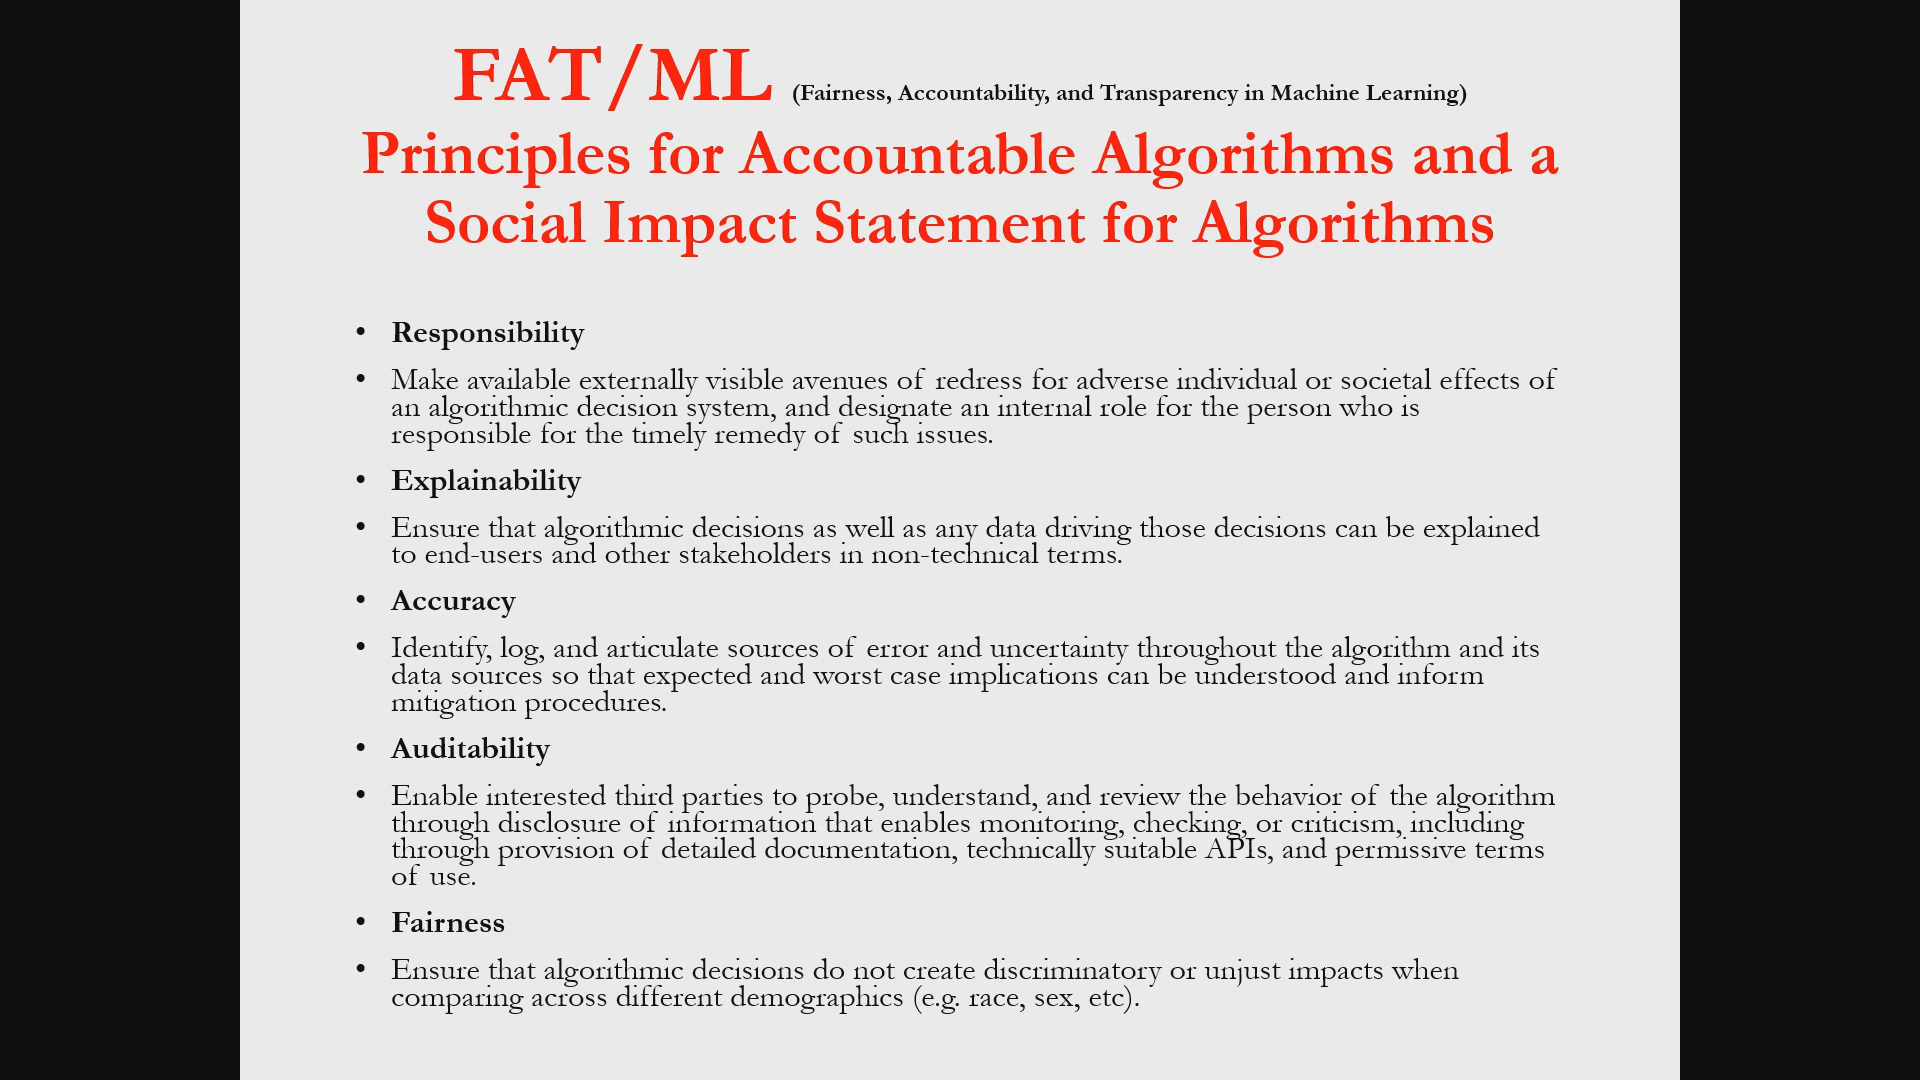 FAT/ML (Fairness, Accountability, and Transparency in Machine Learning)
Principles for Accountable Algorithms and a
Social Impact Statement for Algorithms
• Responsibility
• Make available externally visible avenues of redress for adverse individual or societal effects of
an algorithmic decision system, and designate an internal role for the person who is
responsible for the timely remedy of such issues.
• Explainability
• Ensure that algorithmic decisions as well as any data driving those decisions can be explained
to end-users and other stakeholders in non-technical terms.
• Accuracy
• Identify, log, and articulate sources of error and uncertainty throughout the algorithm and its
data sources so that expected and worst case implications can be understood and inform
mitigation procedures.
• Auditability
• Enable interested third parties to probe, understand, and review the behavior of the algorithm
through disclosure of information that enables monitoring, checking, or criticism, including
through provision of detailed documentation, technically suitable APIs, and permissive terms
of use.
• Fairness
• Ensure that algorithmic decisions do not create discriminatory or unjust impacts when
comparing across different demographics (e.g. race, sex, etc).